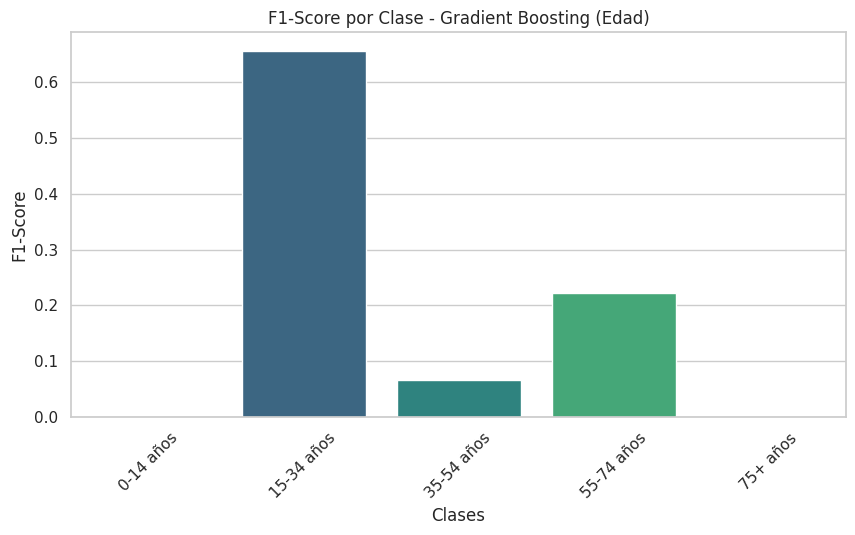 F1-Score por Clase - Gradient Boosting (Edad)
F1-Score
0.6
0.5
0.4
0.3
0.2
0.1
0.0
0-14 años
15-34 años
35-54 años
55-74 años
75+ años
Clases